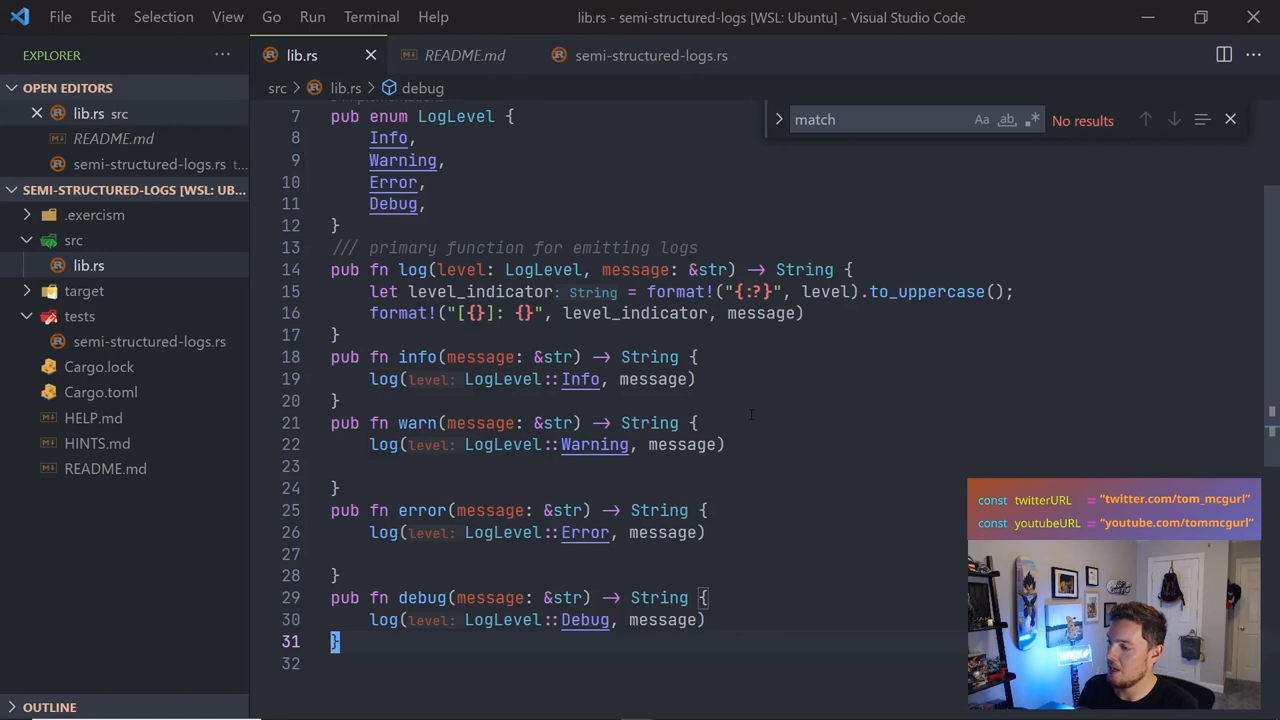 File Edit Selection View Go Run Terminal Help lib.rs - semi-structured-logs [WSL: Ubuntu] - Visual Studio Code
EXPLORER
lib.rs README.md semi-structured-logs.rs
OPEN EDITORS
lib.rs src
README.md
semi-structured-logs.rs t...
SEMI-STRUCTURED-LOGS [WSL: UB...
.exercism
src
lib.rs
target
tests
semi-structured-logs.rs
Cargo.lock
Cargo.toml
HELP.md
HINTS.md
README.md
OUTLINE
src > lib.rs > debug
match Aa ab .* No results
7 pub enum LogLevel {
8 Info,
9 Warning,
10 Error,
11 Debug,
12 }
13 /// primary function for emitting logs
14 pub fn log(level: LogLevel, message: &str) -> String {
15 let level_indicator: String = format!("{:?}", level).to_uppercase();
16 format!("[{}]: {}", level_indicator, message)
17 }
18 pub fn info(message: &str) -> String {
19 log(level: LogLevel::Info, message)
20 }
21 pub fn warn(message: &str) -> String {
22 log(level: LogLevel::Warning, message)
23
24 }
25 pub fn error(message: &str) -> String {
26 log(level: LogLevel::Error, message)
27
28 }
29 pub fn debug(message: &str) -> String {
30 log(level: LogLevel::Debug, message)
31 }
32
const twitterURL = "twitter.com/tom_mcgurl"
const youtubeURL = "youtube.com/tommcgurl"